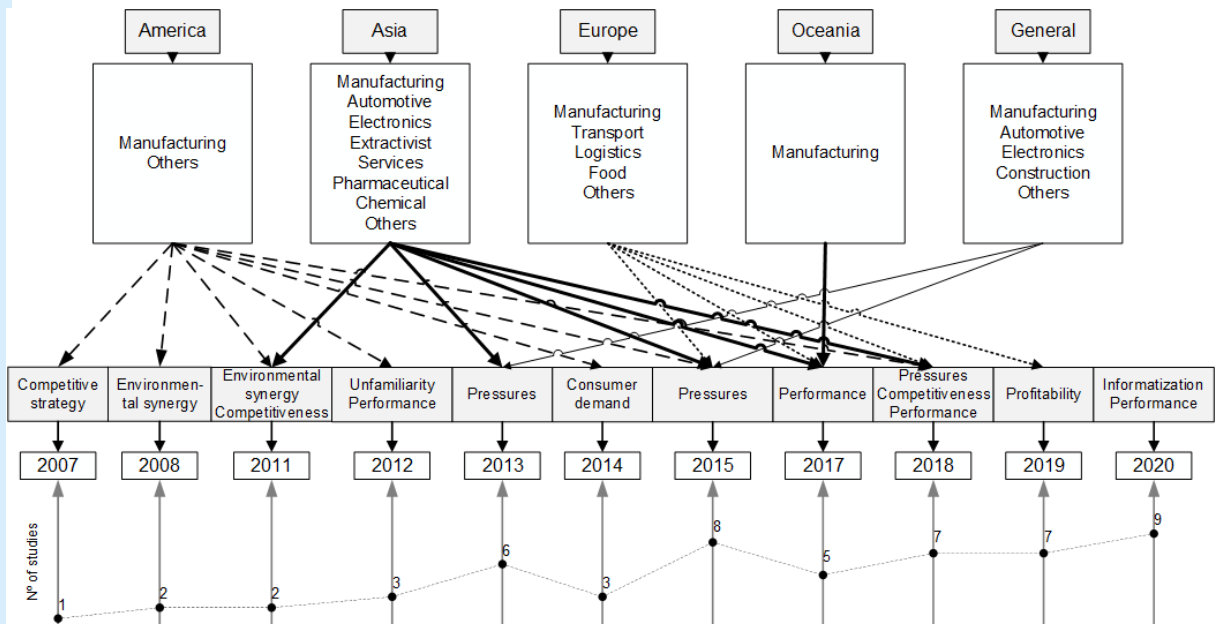 America
Asia
Europe
Oceania
General
Manufacturing
Others
Manufacturing
Automotive
Electronics
Extractivist
Services
Pharmaceutical
Chemical
Others
Manufacturing
Transport
Logistics
Food
Others
Manufacturing
Manufacturing
Automotive
Electronics
Construction
Others
Competitive
strategy
Environmen-
tal synergy
Environmental
synergy
Competitiveness
Unfamiliarity
Performance
Pressures
Consumer
demand
Pressures
Performance
Pressures
Competitiveness
Performance
Profitability
Informatization
Performance
2007
2008
2011
2012
2013
2014
2015
2017
2018
2019
2020
Nº of studies
1
2
2
3
6
3
8
5
7
7
9